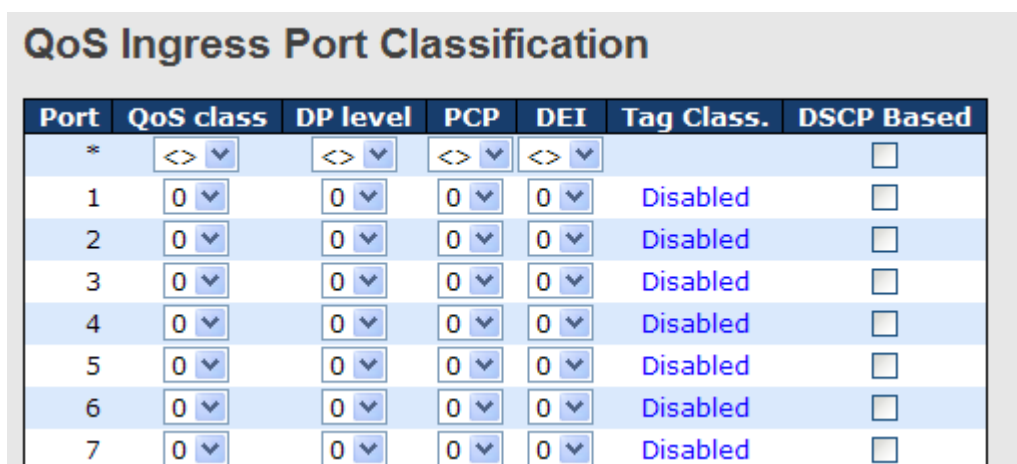 QoS Ingress Port Classification
Port QoS class DP level PCP DEI Tag Class. DSCP Based
* <> <> <> <>
1 0 0 0 0 Disabled
2 0 0 0 0 Disabled
3 0 0 0 0 Disabled
4 0 0 0 0 Disabled
5 0 0 0 0 Disabled
6 0 0 0 0 Disabled
7 0 0 0 0 Disabled